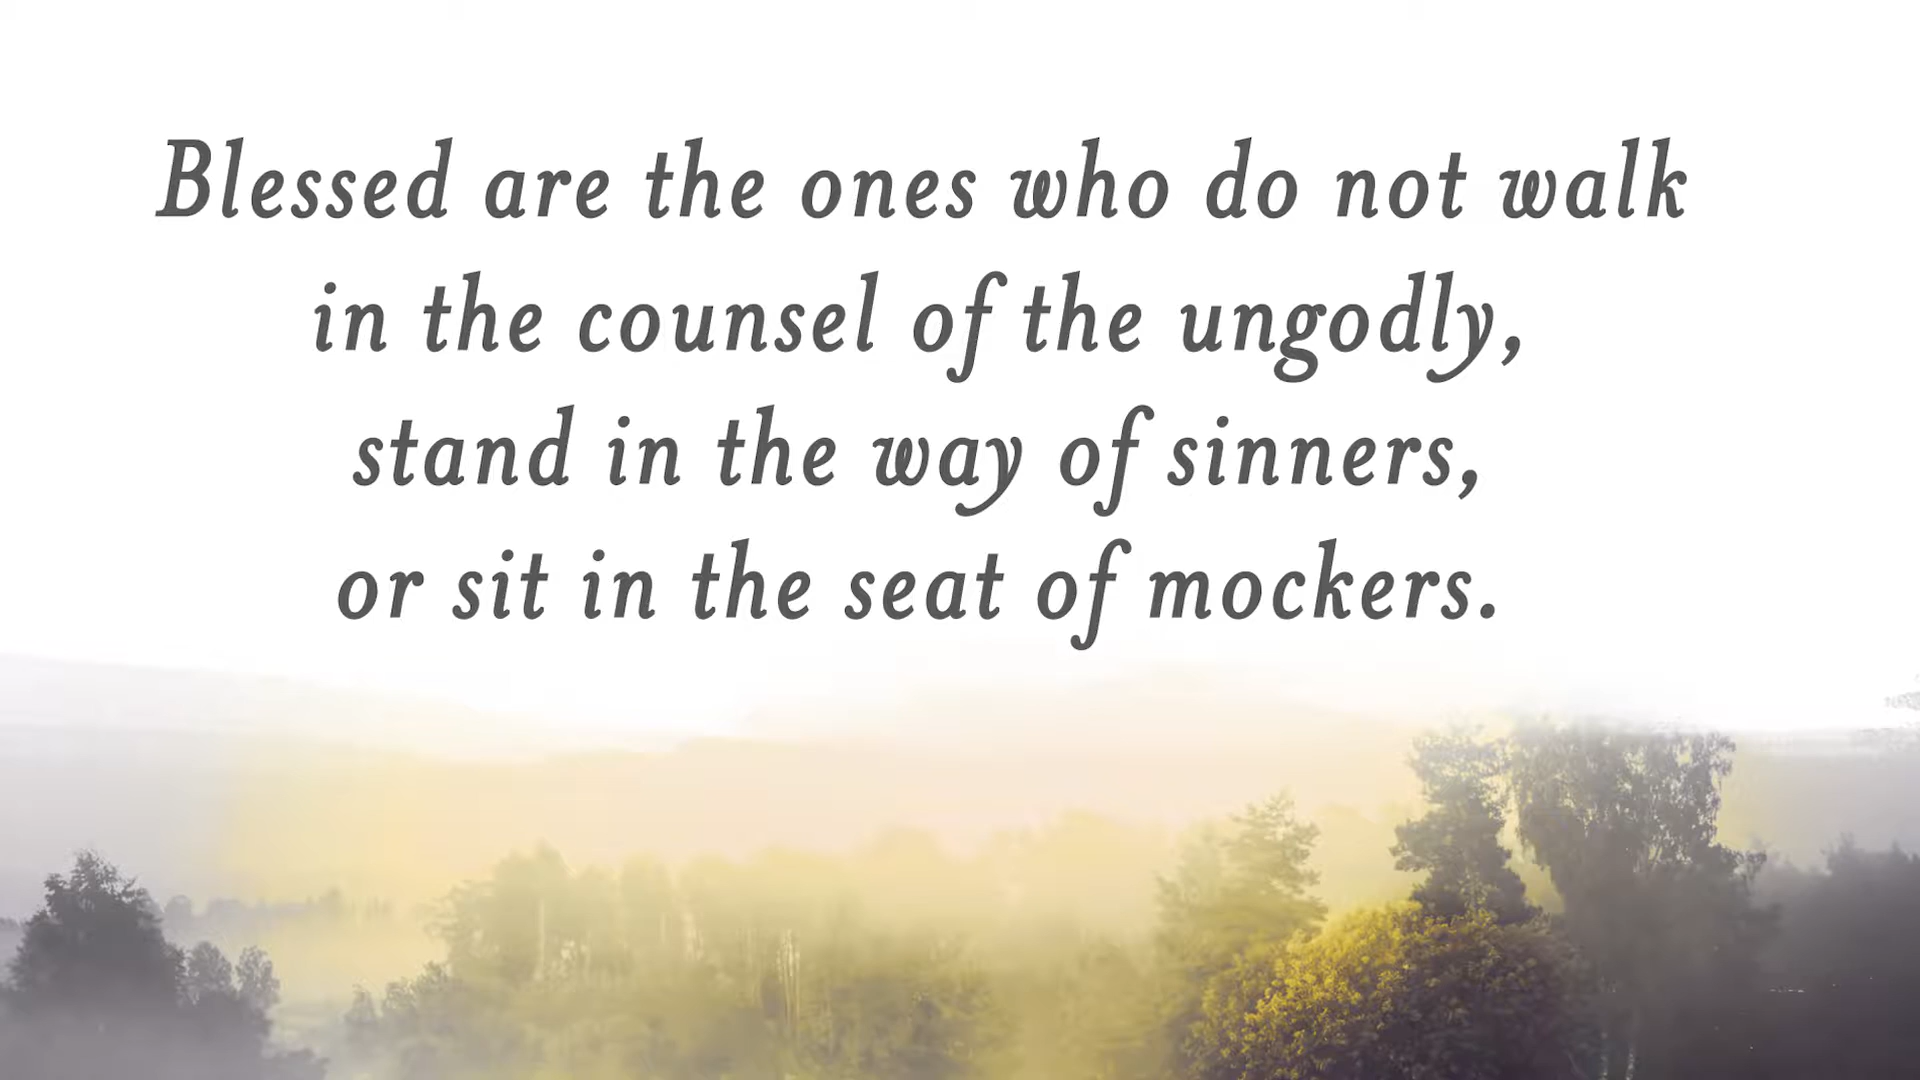 Blessed are the ones who do not walk
in the counsel of the ungodly,
stand in the way of sinners,
or sit in the seat of mockers.